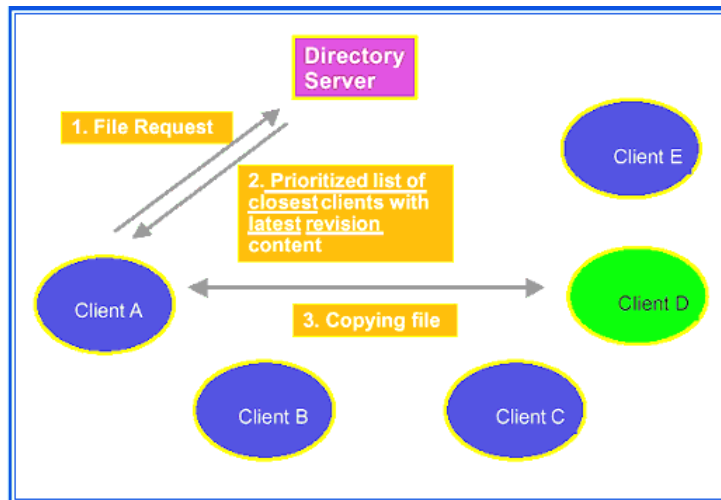 Directory
Server
1. File Request
Client E
2. Prioritized list of
closest clients with
latest revision
content
Client A
Client D
3. Copying file
Client B
Client C